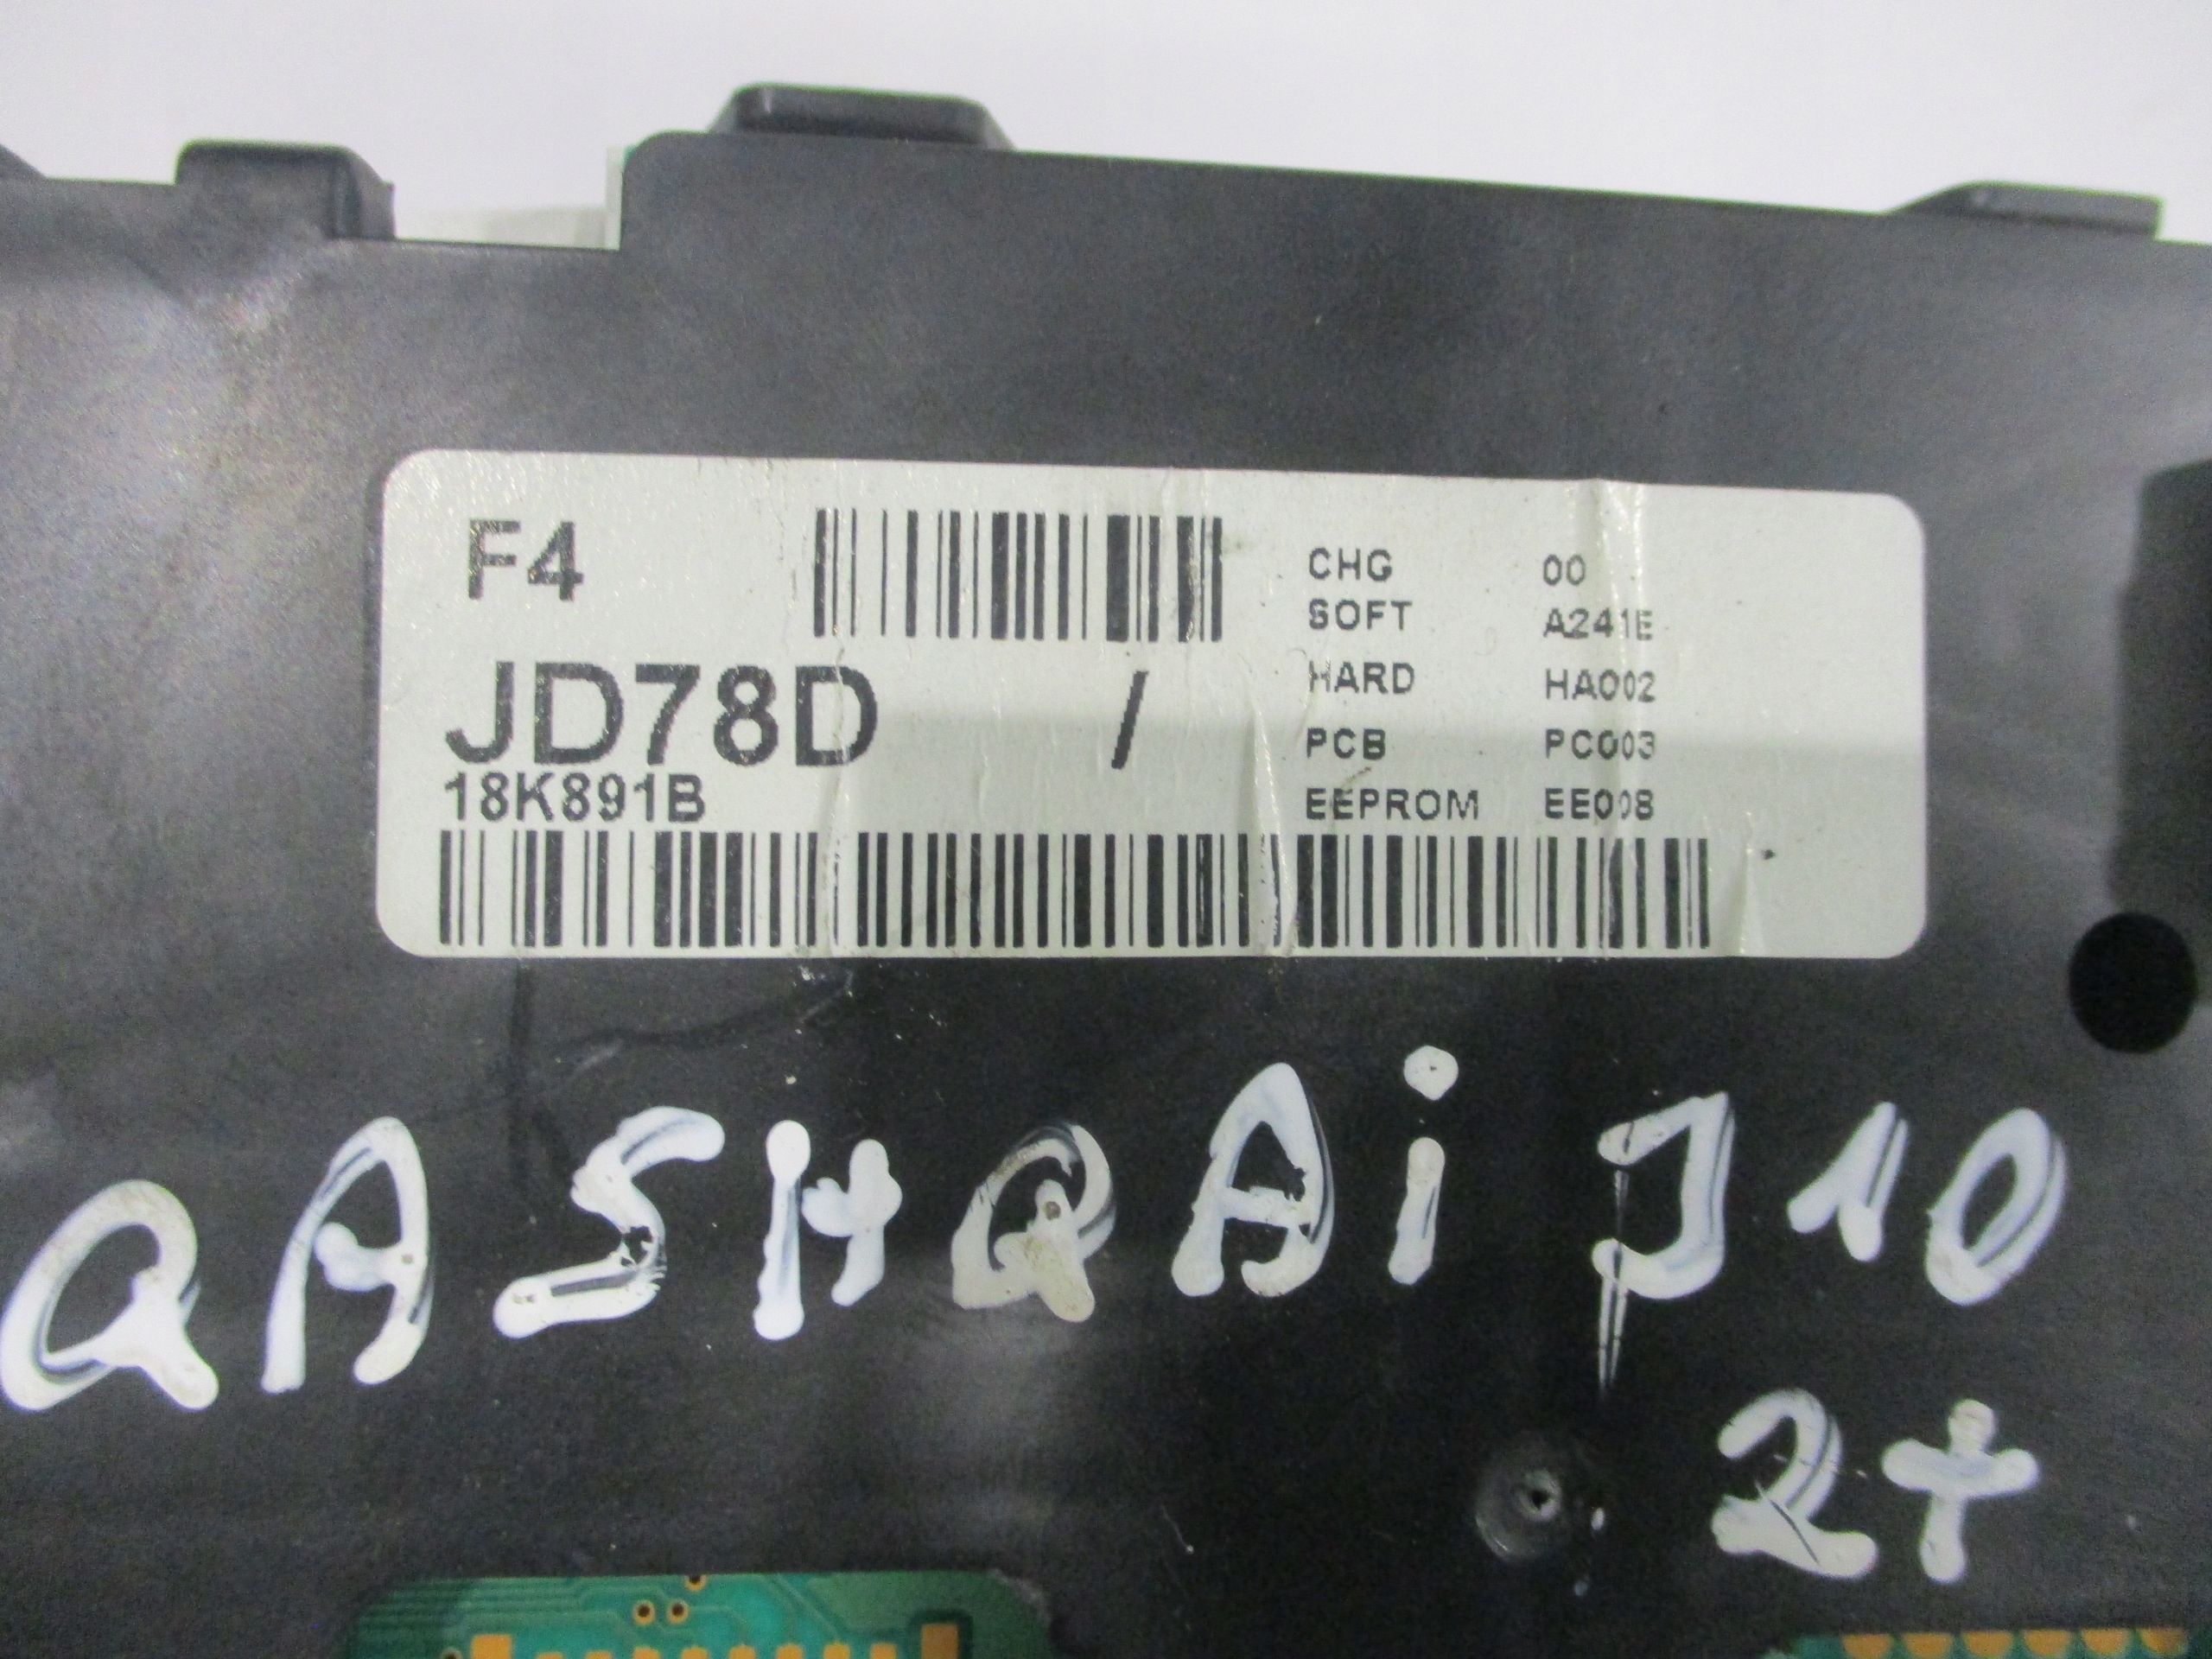 F4
CHG 00
SOFT A241E
JD78D /
HARD HA002
PCB PC003
18K891B
EEPROM EE008
QASHQAi J10
2+